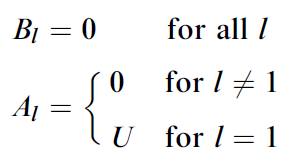 B_l = 0 for all l
A_l = { 0 for l ≠ 1
U for l = 1